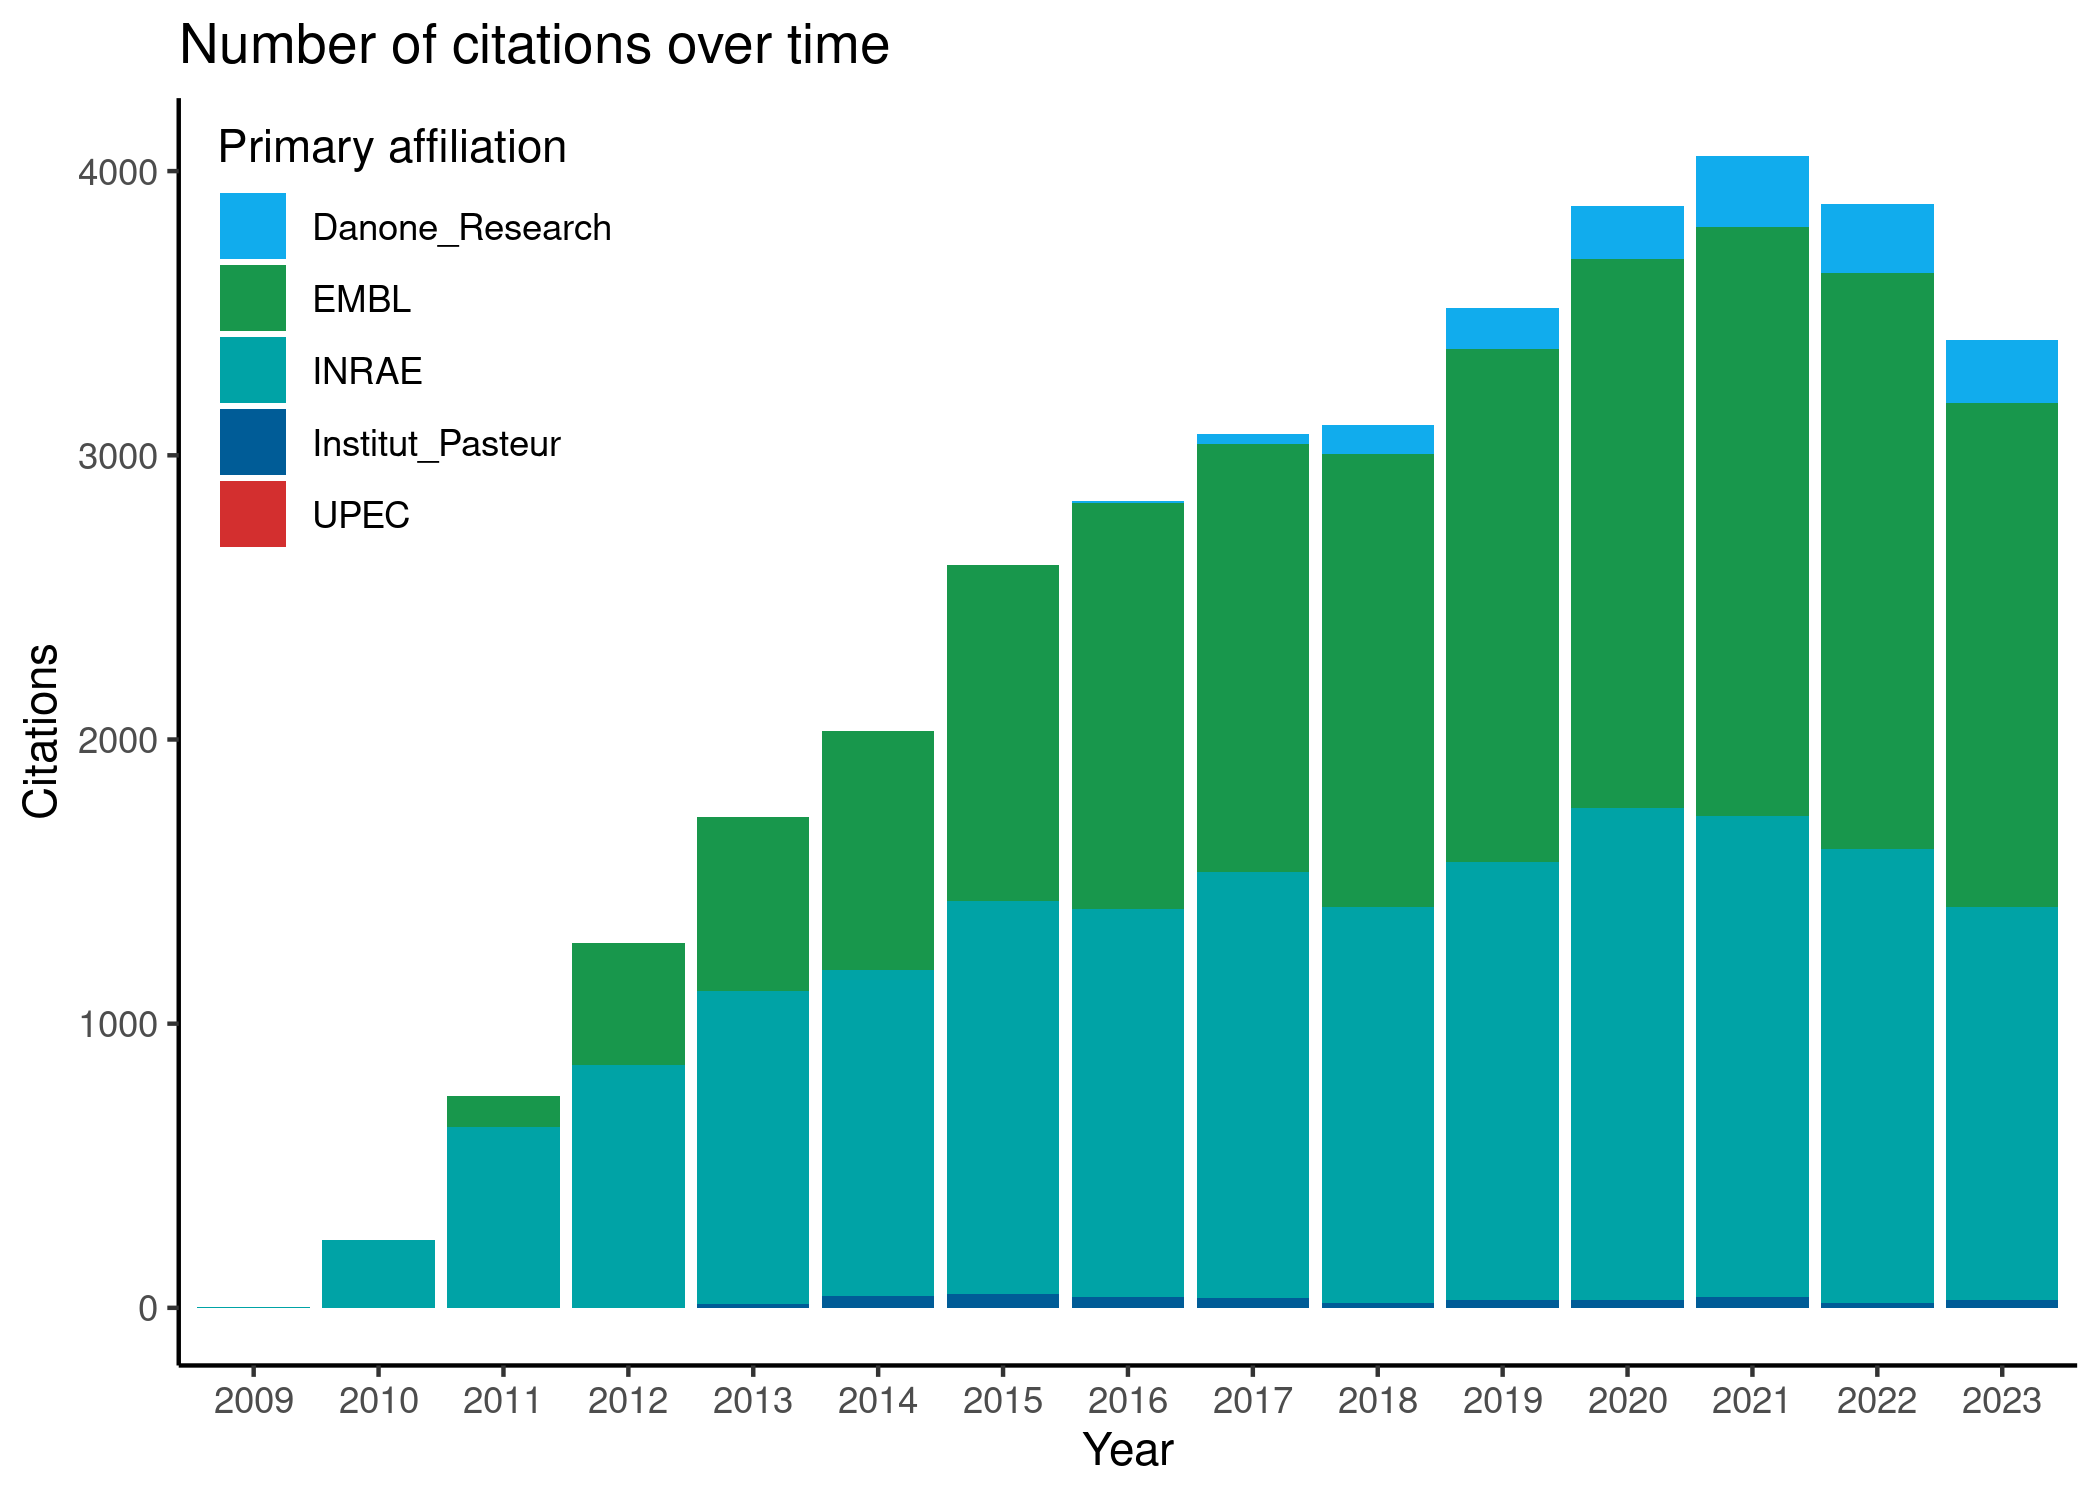 Number of citations over time
Primary affiliation
Danone_Research
EMBL
INRAE
Institut_Pasteur
UPEC
4000
3000
2000
1000
0
Citations
2009 2010 2011 2012 2013 2014 2015 2016 2017 2018 2019 2020 2021 2022 2023
Year